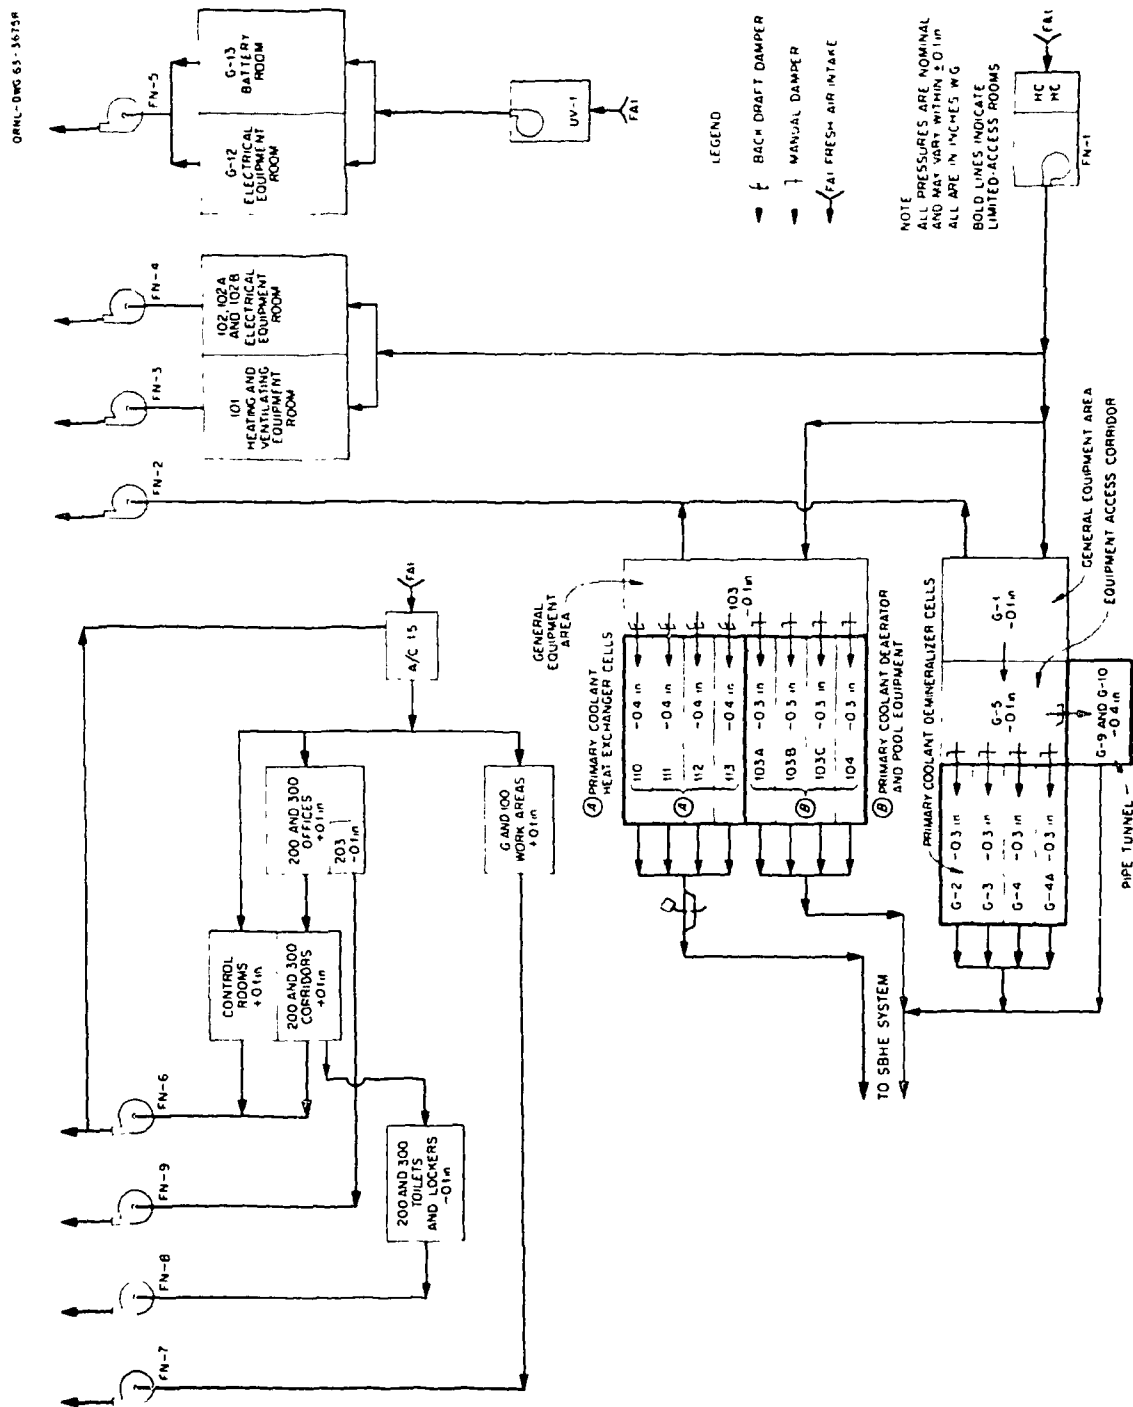 ORNL-DWG 63-3675R
FN-7
FN-8
FN-9
FN-6
FN-2
FN-3
FN-4
FN-5
CONTROL
ROOMS
+0.1 in
200 AND 300
CORRIDORS
+0.1 in
200 AND 300
OFFICES
+0.1 in
203
-0.1 in
200 AND 300
TOILETS
AND LOCKERS
-0.1 in
G AND 100
WORK AREAS
+0.1 in
A/C 15
FAI
101
HEATING AND
VENTILATING
EQUIPMENT
ROOM
102, 102A
AND 102B
ELECTRICAL
EQUIPMENT
ROOM
G-12
ELECTRICAL
EQUIPMENT
ROOM
G-13
BATTERY
ROOM
UV-1
FAI
GENERAL
EQUIPMENT
AREA
A PRIMARY COOLANT
HEAT EXCHANGER CELLS
110 -0.4 in
111 -0.4 in
112 -0.4 in
113 -0.4 in
A
103
-0.1 in
103A -0.3 in
103B -0.3 in
103C -0.3 in
104 -0.3 in
B
B PRIMARY COOLANT DEAERATOR
AND POOL EQUIPMENT
TO SBHE SYSTEM
PRIMARY COOLANT DEMINERALIZER CELLS
G-2 -0.3 in
G-3 -0.3 in
G-4 -0.3 in
G-4A -0.3 in
G-5
-0.1 in
G-1
-0.1 in
G-9 AND G-10
-0.4 in
PIPE TUNNEL
GENERAL EQUIPMENT AREA
EQUIPMENT ACCESS CORRIDOR
LEGEND
BACK DRAFT DAMPER
MANUAL DAMPER
FAI FRESH AIR INTAKE
NOTE
ALL PRESSURES ARE NOMINAL
AND MAY VARY WITHIN ± 0.1 in
ALL ARE IN INCHES WG
BOLD LINES INDICATE
LIMITED-ACCESS ROOMS
FN-1
HC
HC
FAI